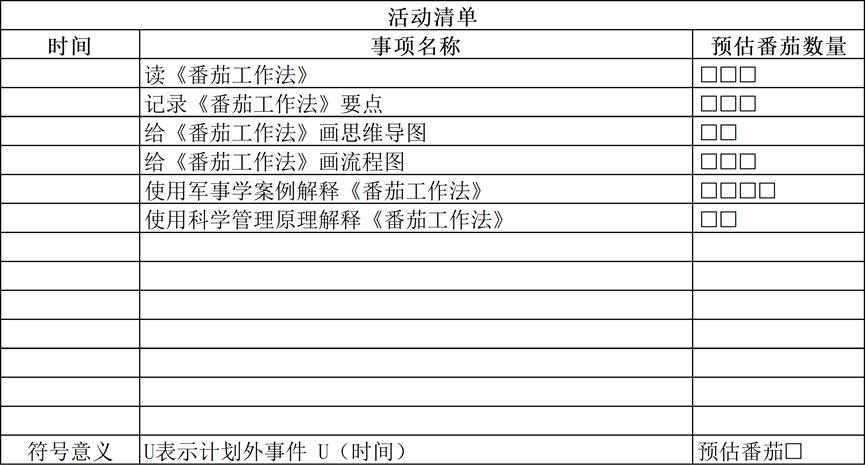 活动清单
时间 事项名称 预估番茄数量
读《番茄工作法》 □□□
记录《番茄工作法》要点 □□□
给《番茄工作法》画思维导图 □□
给《番茄工作法》画流程图 □□□
使用军事学案例解释《番茄工作法》 □□□□
使用科学管理原理解释《番茄工作法》 □□
符号意义 U表示计划外事件 U（时间） 预估番茄□